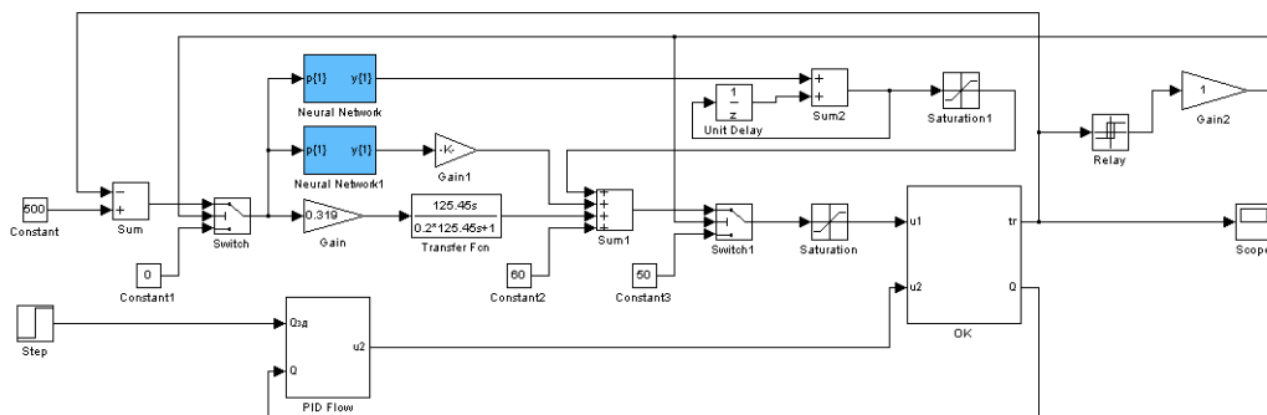 p{1} y{1}
Neural Network
+
+
Sum2
1
z
Unit Delay
Saturation1
1
Gain2
Relay
p{1} y{1}
Neural Network1
-K-
Gain1
500
Constant
−
+
Sum
Switch
0.319
Gain
125.45s
0.2*125.45s+1
Transfer Fcn
+
+
+
+
Sum1
Switch1
Saturation
u1 tr
u2 Q
OK
Scope
0
Constant1
60
Constant2
50
Constant3
Step
Qзд
u2
Q
PID Flow